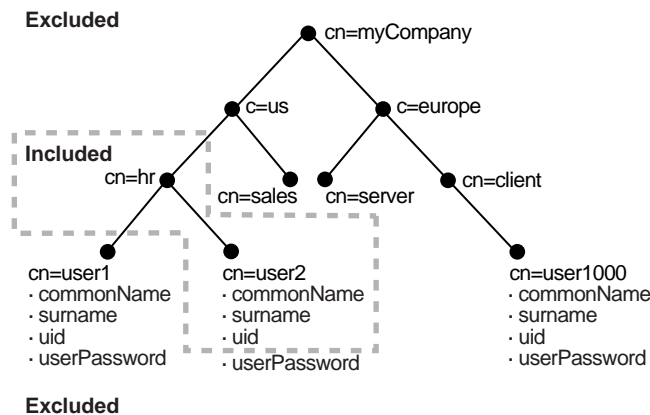 Excluded
cn=myCompany
c=us
c=europe
Included
cn=hr
cn=sales
cn=server
cn=client
cn=user1
· commonName
· surname
· uid
· userPassword
cn=user2
· commonName
· surname
· uid
· userPassword
cn=user1000
· commonName
· surname
· uid
· userPassword
Excluded